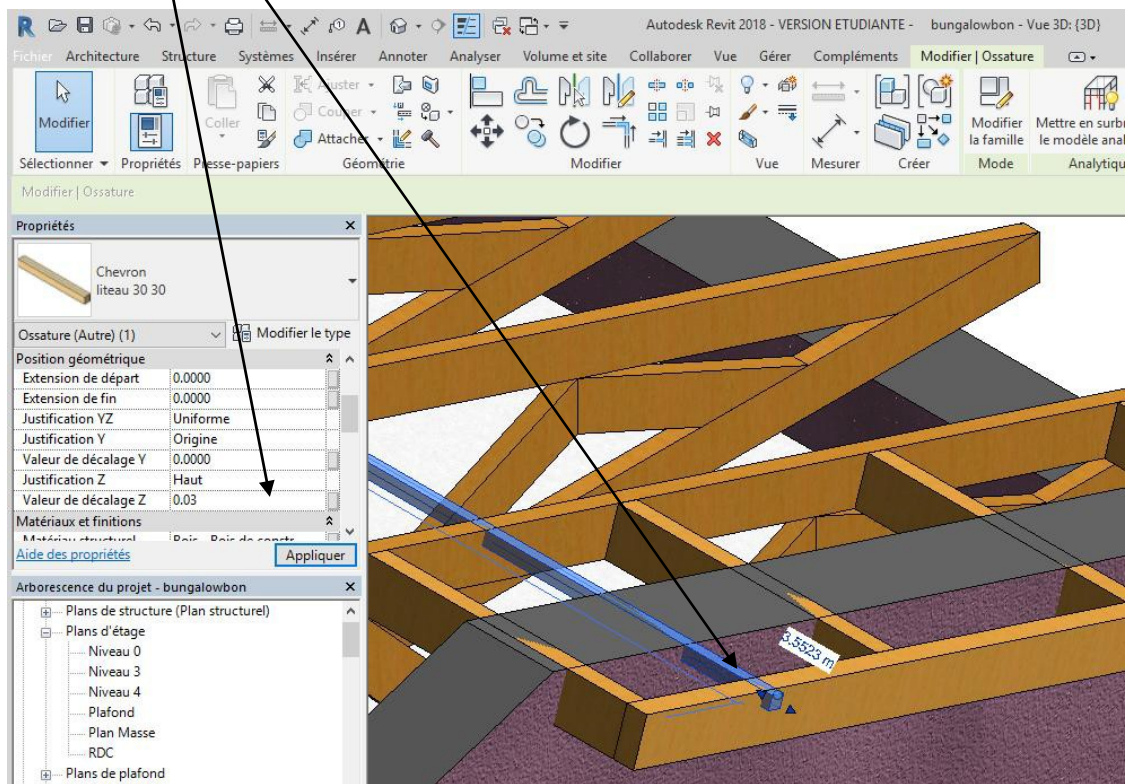 Autodesk Revit 2018 - VERSION ETUDIANTE - bungalowbon - Vue 3D: {3D}
Fichier Architecture Structure Systèmes Insérer Annoter Analyser Volume et site Collaborer Vue Gérer Compléments Modifier | Ossature
Modifier
Coller
Ajuster
Couper
Attacher
Modifier la famille
Mettre en surbr
le modèle anal
Sélectionner Propriétés Presse-papiers Géométrie Modifier Vue Mesurer Créer Mode Analytiqu
Modifier | Ossature
Propriétés
Chevron
liteau 30 30
Ossature (Autre) (1) Modifier le type
Position géométrique
Extension de départ 0.0000
Extension de fin 0.0000
Justification YZ Uniforme
Justification Y Origine
Valeur de décalage Y 0.0000
Justification Z Haut
Valeur de décalage Z 0.03
Matériaux et finitions
Matériau structurel Bois - Bois de constr
Aide des propriétés Appliquer
Arborescence du projet - bungalowbon
Plans de structure (Plan structurel)
Plans d'étage
Niveau 0
Niveau 3
Niveau 4
Plafond
Plan Masse
RDC
Plans de plafond
3.5523 m